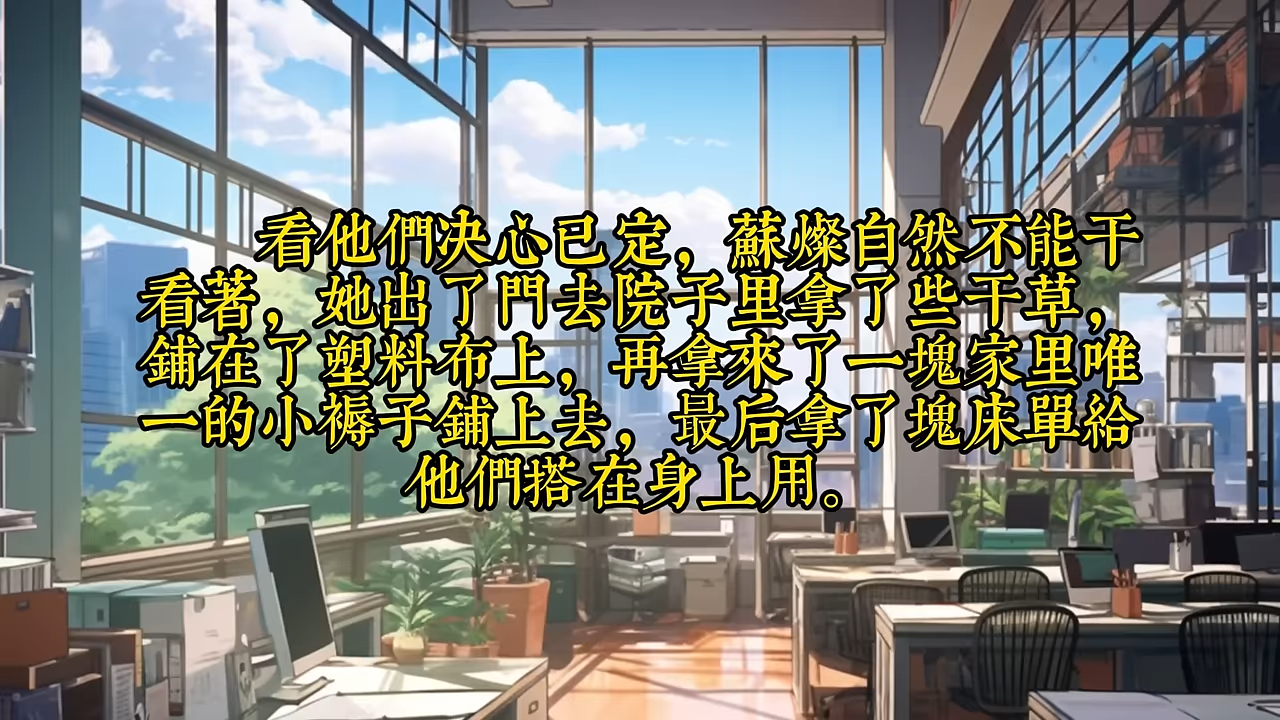 看他們决心已定，蘇燦自然不能干
看著，她出了門去院子里拿了些干草，
鋪在了塑料布上，再拿來了一塊家里唯
一的小褥子鋪上去，最后拿了塊床單給
他們搭在身上用。